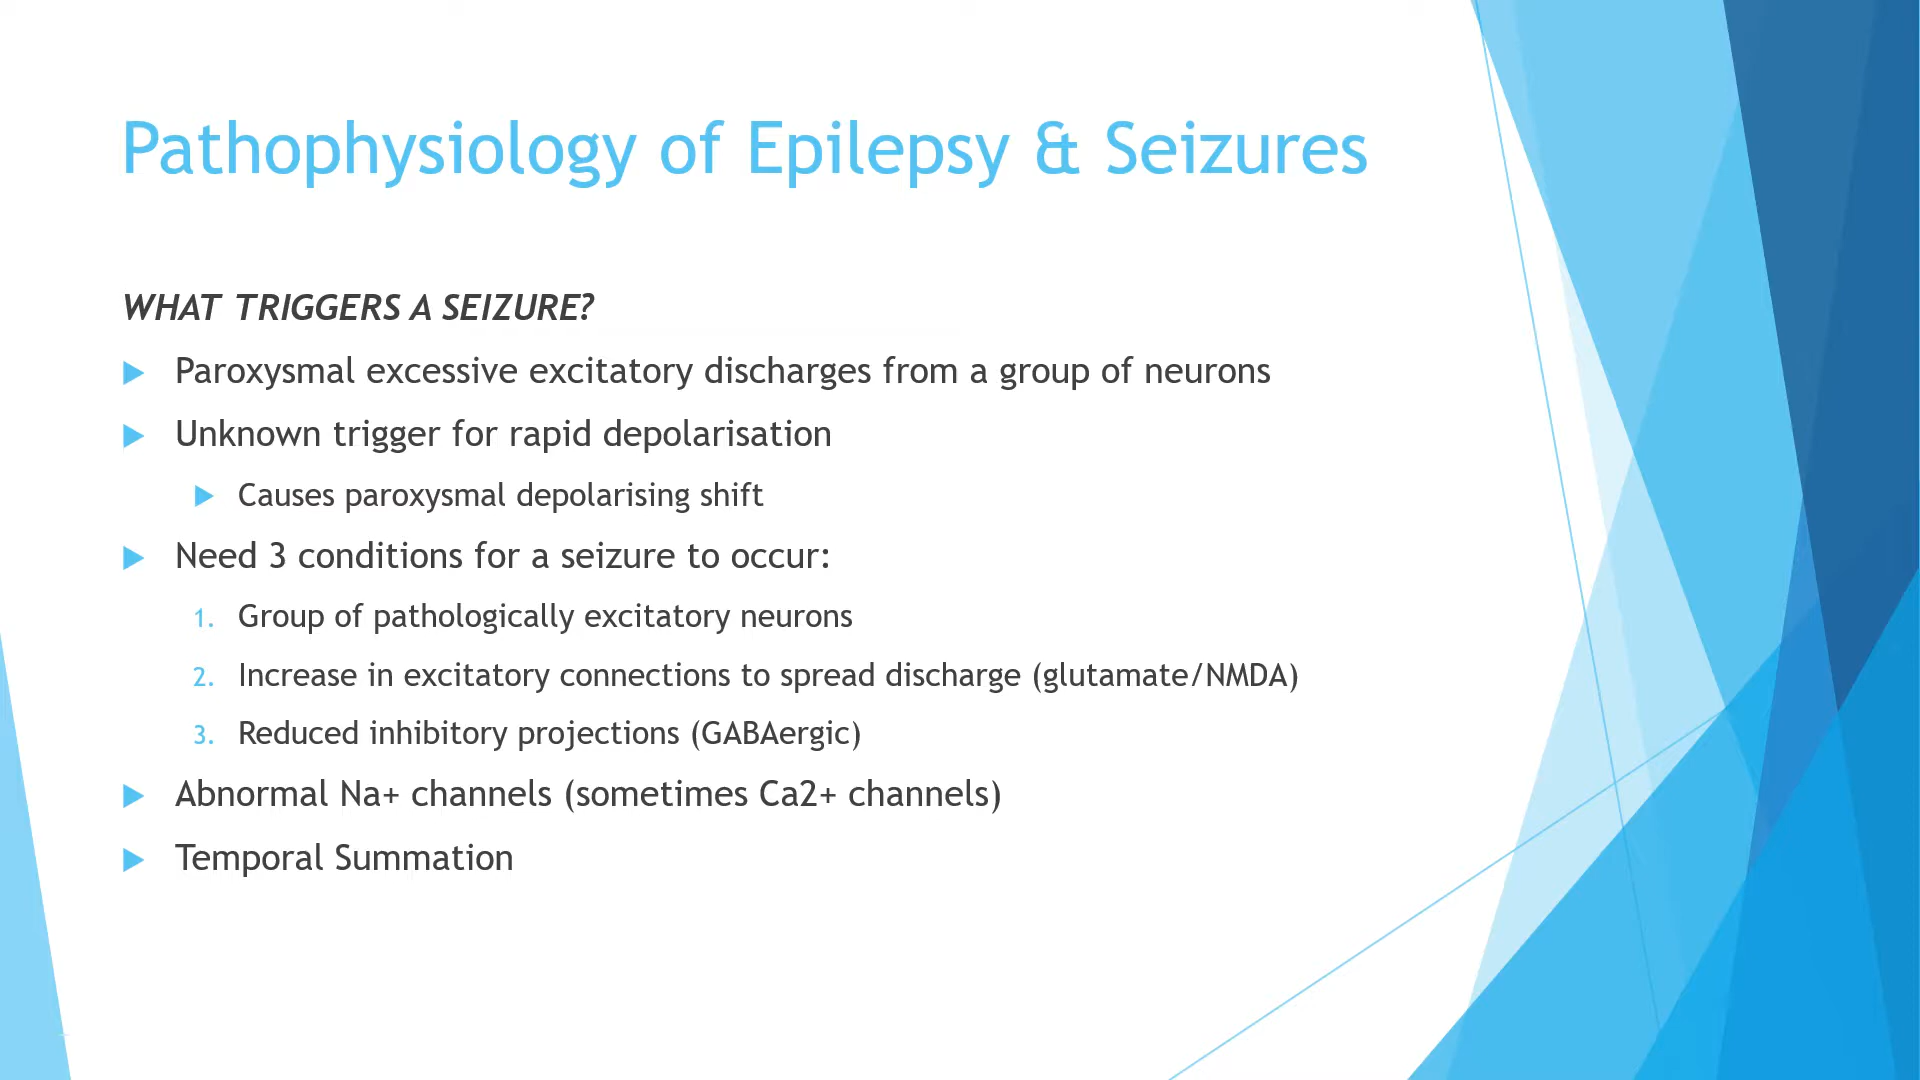 Pathophysiology of Epilepsy & Seizures
WHAT TRIGGERS A SEIZURE?
Paroxysmal excessive excitatory discharges from a group of neurons
Unknown trigger for rapid depolarisation
Causes paroxysmal depolarising shift
Need 3 conditions for a seizure to occur:
1. Group of pathologically excitatory neurons
2. Increase in excitatory connections to spread discharge (glutamate/NMDA)
3. Reduced inhibitory projections (GABAergic)
Abnormal Na+ channels (sometimes Ca2+ channels)
Temporal Summation